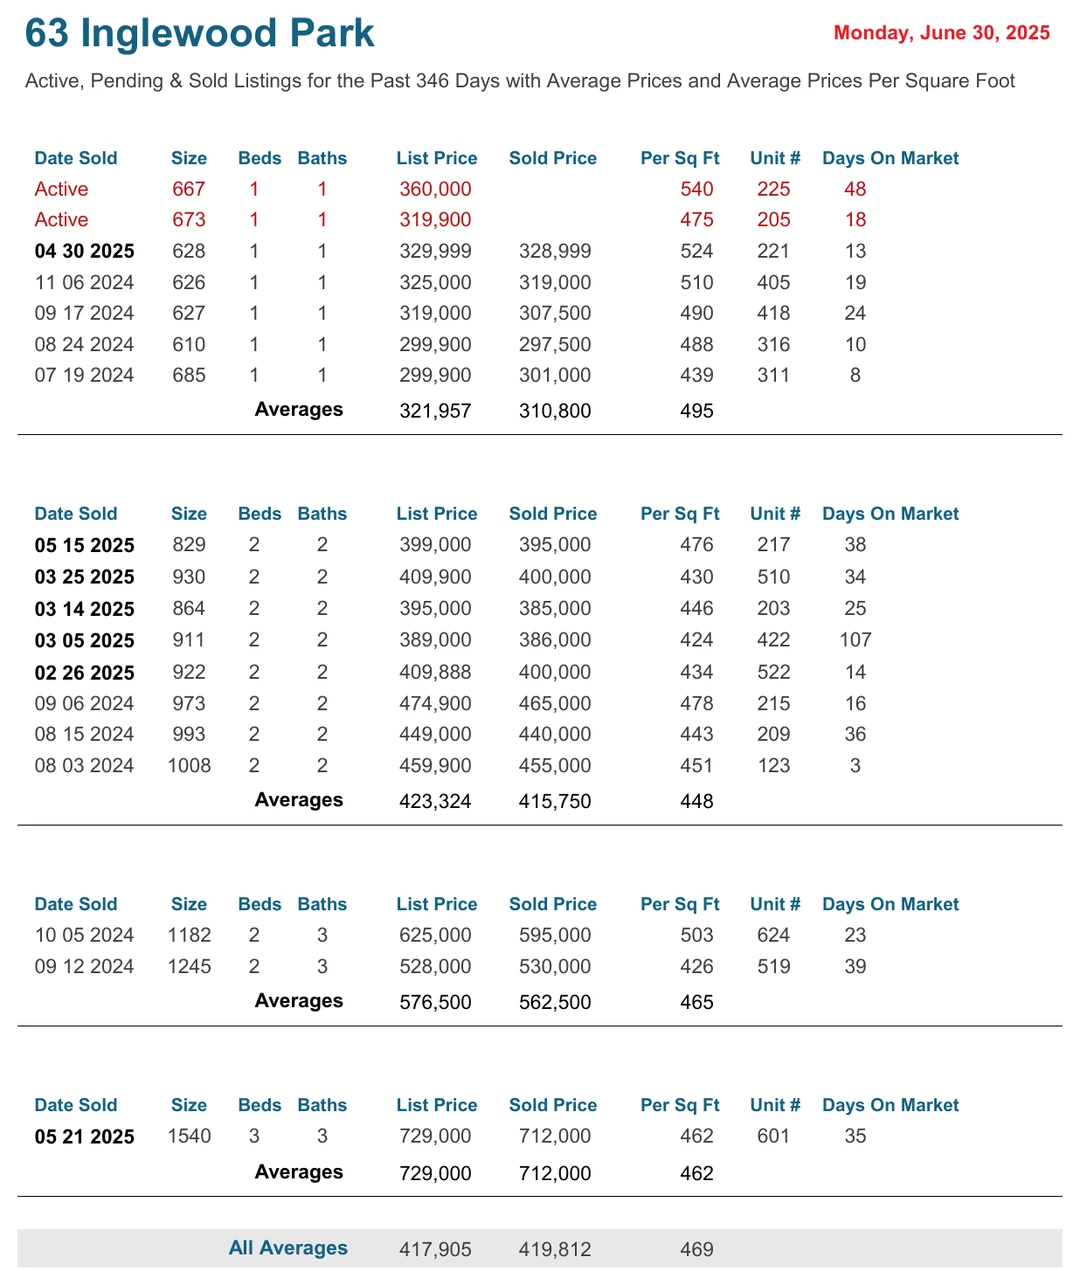 63 Inglewood Park
Monday, June 30, 2025
Active, Pending & Sold Listings for the Past 346 Days with Average Prices and Average Prices Per Square Foot
Date Sold Size Beds Baths List Price Sold Price Per Sq Ft Unit # Days On Market
Active 667 1 1 360,000 540 225 48
Active 673 1 1 319,900 475 205 18
04 30 2025 628 1 1 329,999 328,999 524 221 13
11 06 2024 626 1 1 325,000 319,000 510 405 19
09 17 2024 627 1 1 319,000 307,500 490 418 24
08 24 2024 610 1 1 299,900 297,500 488 316 10
07 19 2024 685 1 1 299,900 301,000 439 311 8
Averages 321,957 310,800 495
Date Sold Size Beds Baths List Price Sold Price Per Sq Ft Unit # Days On Market
05 15 2025 829 2 2 399,000 395,000 476 217 38
03 25 2025 930 2 2 409,900 400,000 430 510 34
03 14 2025 864 2 2 395,000 385,000 446 203 25
03 05 2025 911 2 2 389,000 386,000 424 422 107
02 26 2025 922 2 2 409,888 400,000 434 522 14
09 06 2024 973 2 2 474,900 465,000 478 215 16
08 15 2024 993 2 2 449,000 440,000 443 209 36
08 03 2024 1008 2 2 459,900 455,000 451 123 3
Averages 423,324 415,750 448
Date Sold Size Beds Baths List Price Sold Price Per Sq Ft Unit # Days On Market
10 05 2024 1182 2 3 625,000 595,000 503 624 23
09 12 2024 1245 2 3 528,000 530,000 426 519 39
Averages 576,500 562,500 465
Date Sold Size Beds Baths List Price Sold Price Per Sq Ft Unit # Days On Market
05 21 2025 1540 3 3 729,000 712,000 462 601 35
Averages 729,000 712,000 462
All Averages 417,905 419,812 469